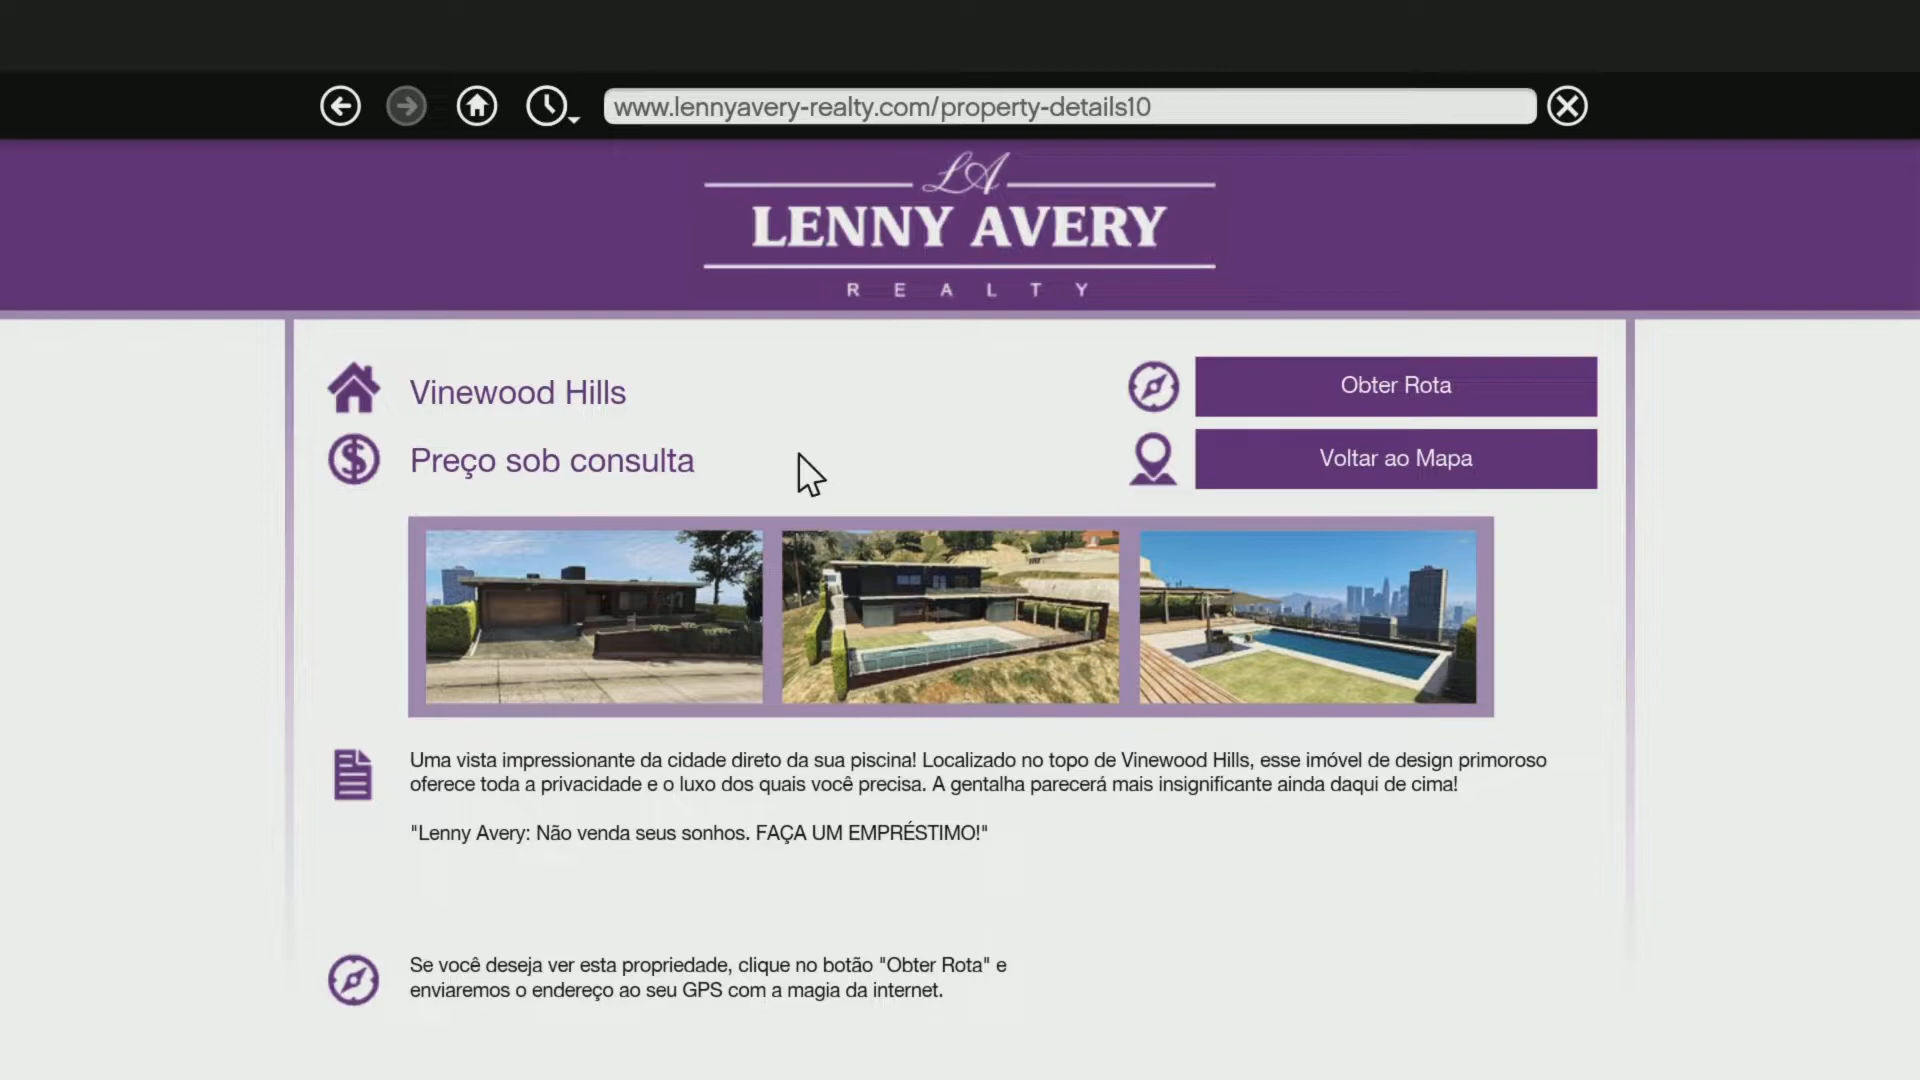 www.lennyavery-realty.com/property-details10
LA
LENNY AVERY
REALTY
Vinewood Hills
Obter Rota
Preço sob consulta
Voltar ao Mapa
Uma vista impressionante da cidade direto da sua piscina! Localizado no topo de Vinewood Hills, esse imóvel de design primoroso
oferece toda a privacidade e o luxo dos quais você precisa. A gentalha parecerá mais insignificante ainda daqui de cima!
"Lenny Avery: Não venda seus sonhos. FAÇA UM EMPRÉSTIMO!"
Se você deseja ver esta propriedade, clique no botão "Obter Rota" e
enviaremos o endereço ao seu GPS com a magia da internet.